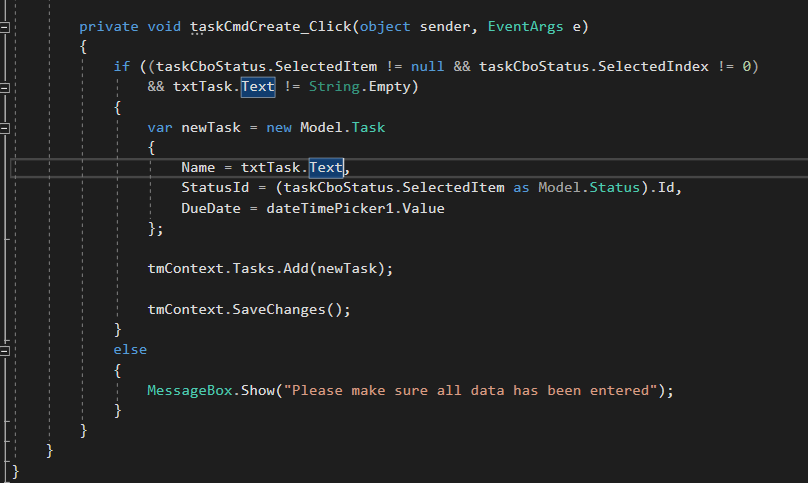 private void taskCmdCreate_Click(object sender, EventArgs e)
{
if ((taskCboStatus.SelectedItem != null && taskCboStatus.SelectedIndex != 0)
&& txtTask.Text != String.Empty)
{
var newTask = new Model.Task
{
Name = txtTask.Text,
StatusId = (taskCboStatus.SelectedItem as Model.Status).Id,
DueDate = dateTimePicker1.Value
};
tmContext.Tasks.Add(newTask);
tmContext.SaveChanges();
}
else
{
MessageBox.Show("Please make sure all data has been entered");
}
}
}
}